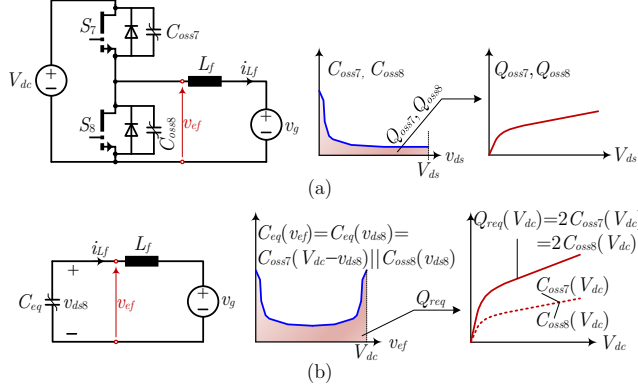 S7
Coss7
Vdc
Lf
iLf
vef
S8
Coss8
vg
Coss7, Coss8
Qoss7, Qoss8
Vds
vds
Qoss7, Qoss8
Vds
(a)
iLf
Lf
Ceq
vds8
vef
vg
Ceq(vef)=Ceq(vds8)=
Coss7(Vdc−vds8)||Coss8(vds8)
Qreq
Vdc
vef
Qreq(Vdc)=2Coss7(Vdc)
=2Coss8(Vdc)
Coss7(Vdc)
Coss8(Vdc)
Vdc
(b)